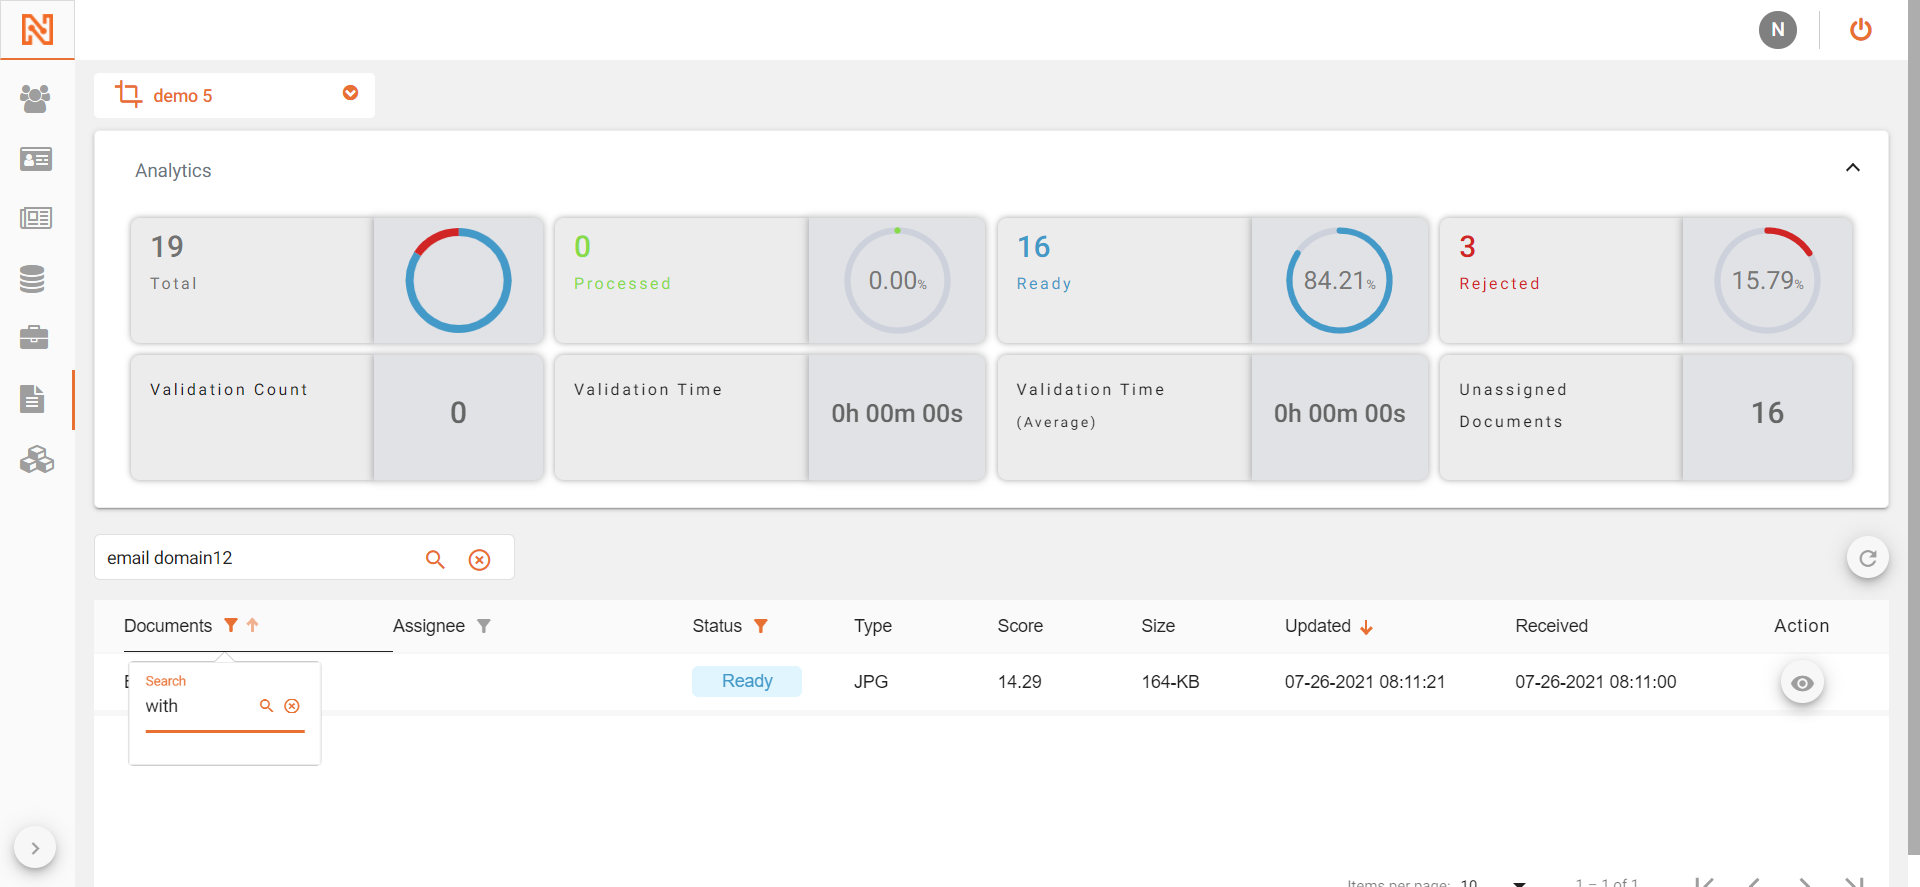 N
demo 5
Analytics
19
Total
0
Processed
0.00%
16
Ready
84.21%
3
Rejected
15.79%
Validation Count
0
Validation Time
0h 00m 00s
Validation Time
(Average)
0h 00m 00s
Unassigned
Documents
16
email domain12
Documents Assignee Status Type Score Size Updated Received Action
Ready JPG 14.29 164-KB 07-26-2021 08:11:21 07-26-2021 08:11:00
Search
with
Items per page: 10 1 – 1 of 1